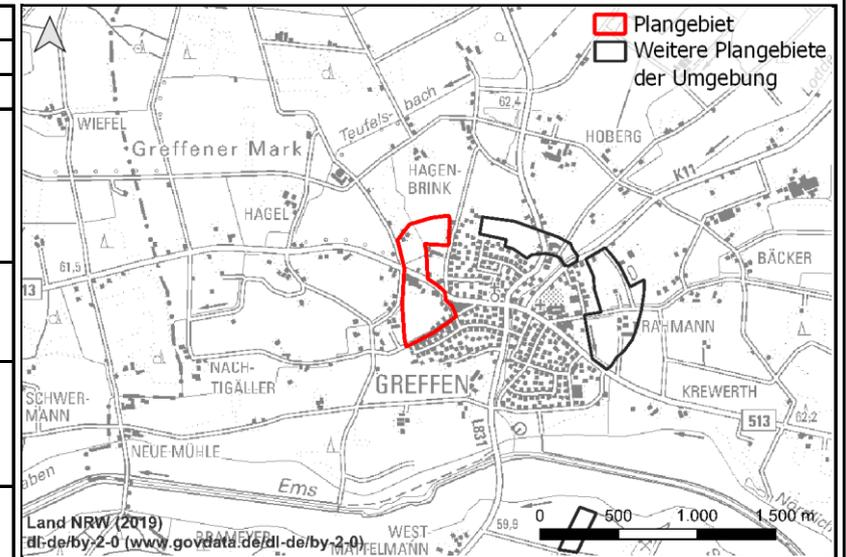 Plangebiet
Weitere Plangebiete
der Umgebung
62,4
WIEFEL
Teufels-bach
Greffener Mark
HOBERG
HAGEN-
BRINK
K11
HAGEL
61,5
BÄCKER
13
RAHMANN
NACH-
TIGÄLLER
GREFFEN
SCHWER-
MANN
KREWERTH
513
62,2
L831
NEUE MÜHLE
Ems
Land NRW (2019)
dl-de/by-2-0 (www.govdata.de/dl-de/by-2-0)
WEST-
MATTELMANN
59,9
0 500 1.000 1.500 m